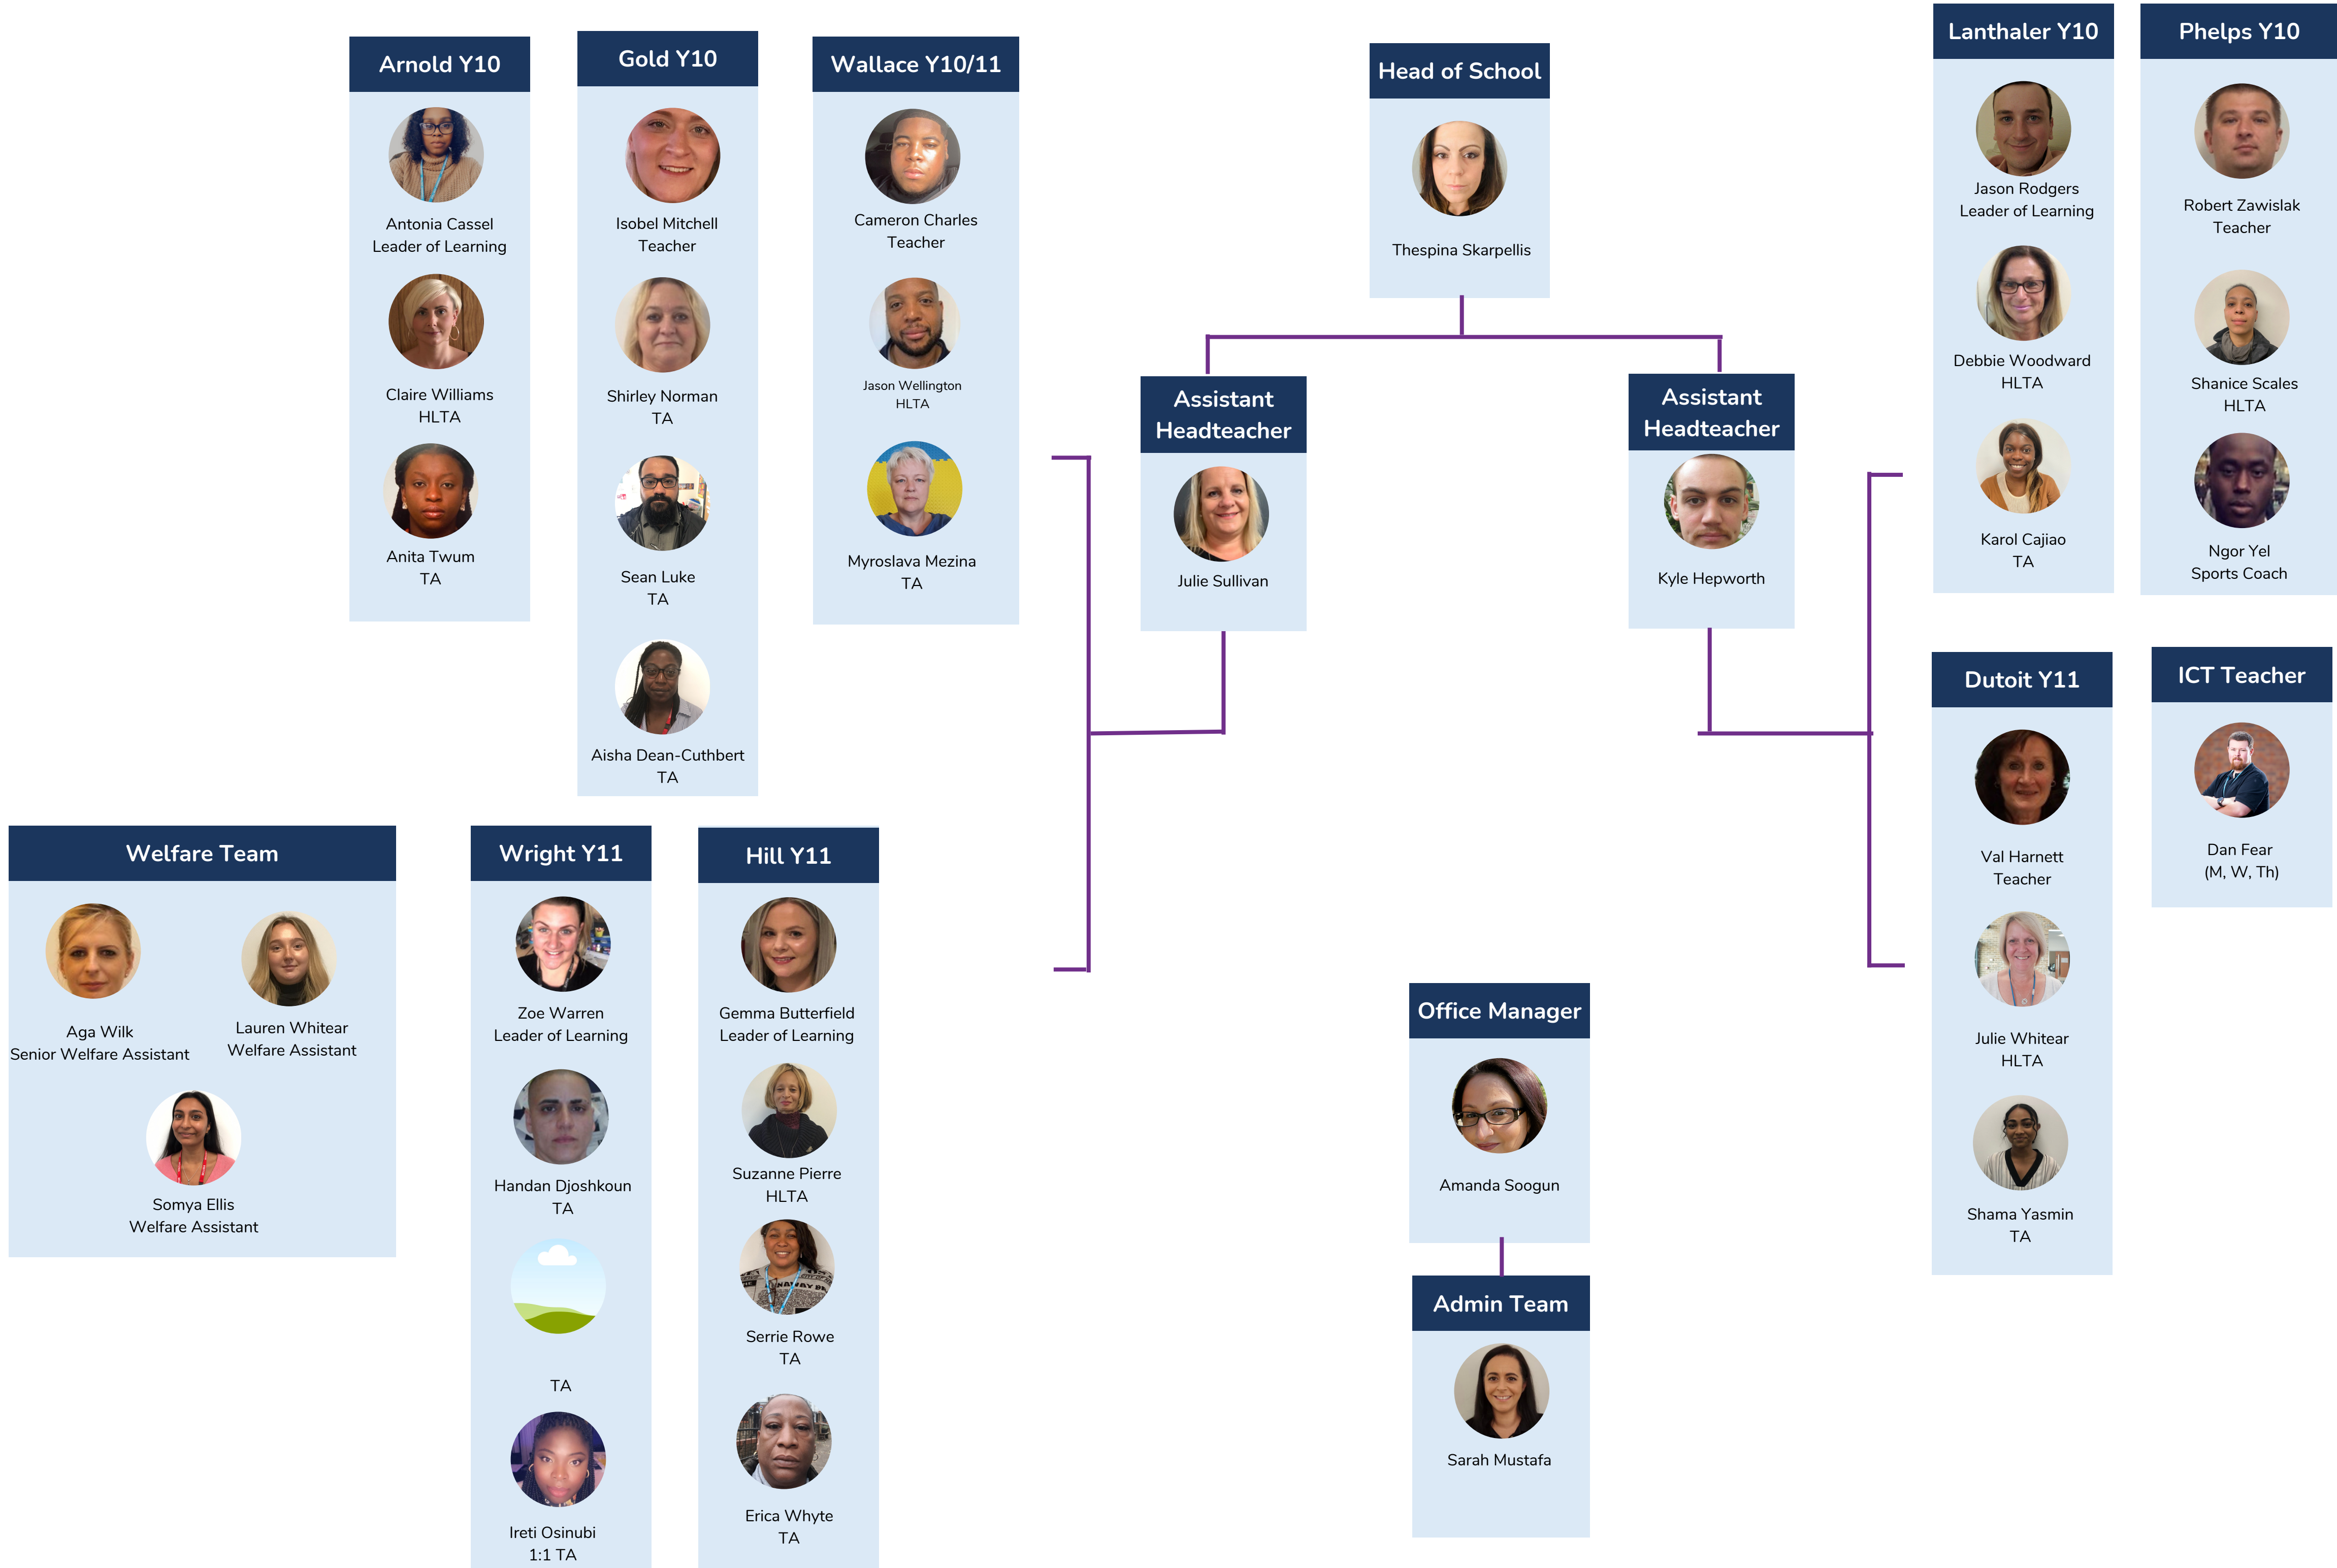 Arnold Y10
Antonia Cassel
Leader of Learning
Claire Williams
HLTA
Anita Twum
TA
Gold Y10
Isobel Mitchell
Teacher
Shirley Norman
TA
Sean Luke
TA
Aisha Dean-Cuthbert
TA
Wallace Y10/11
Cameron Charles
Teacher
Jason Wellington
HLTA
Myroslava Mezina
TA
Head of School
Thespina Skarpellis
Assistant
Headteacher
Julie Sullivan
Assistant
Headteacher
Kyle Hepworth
Lanthaler Y10
Jason Rodgers
Leader of Learning
Debbie Woodward
HLTA
Karol Cajiao
TA
Phelps Y10
Robert Zawislak
Teacher
Shanice Scales
HLTA
Ngor Yel
Sports Coach
Dutoit Y11
Val Harnett
Teacher
Julie Whitear
HLTA
Shama Yasmin
TA
ICT Teacher
Dan Fear
(M, W, Th)
Welfare Team
Aga Wilk
Senior Welfare Assistant
Lauren Whitear
Welfare Assistant
Somya Ellis
Welfare Assistant
Wright Y11
Zoe Warren
Leader of Learning
Handan Djoshkoun
TA
TA
Ireti Osinubi
1:1 TA
Hill Y11
Gemma Butterfield
Leader of Learning
Suzanne Pierre
HLTA
Serrie Rowe
TA
Erica Whyte
TA
Office Manager
Amanda Soogun
Admin Team
Sarah Mustafa